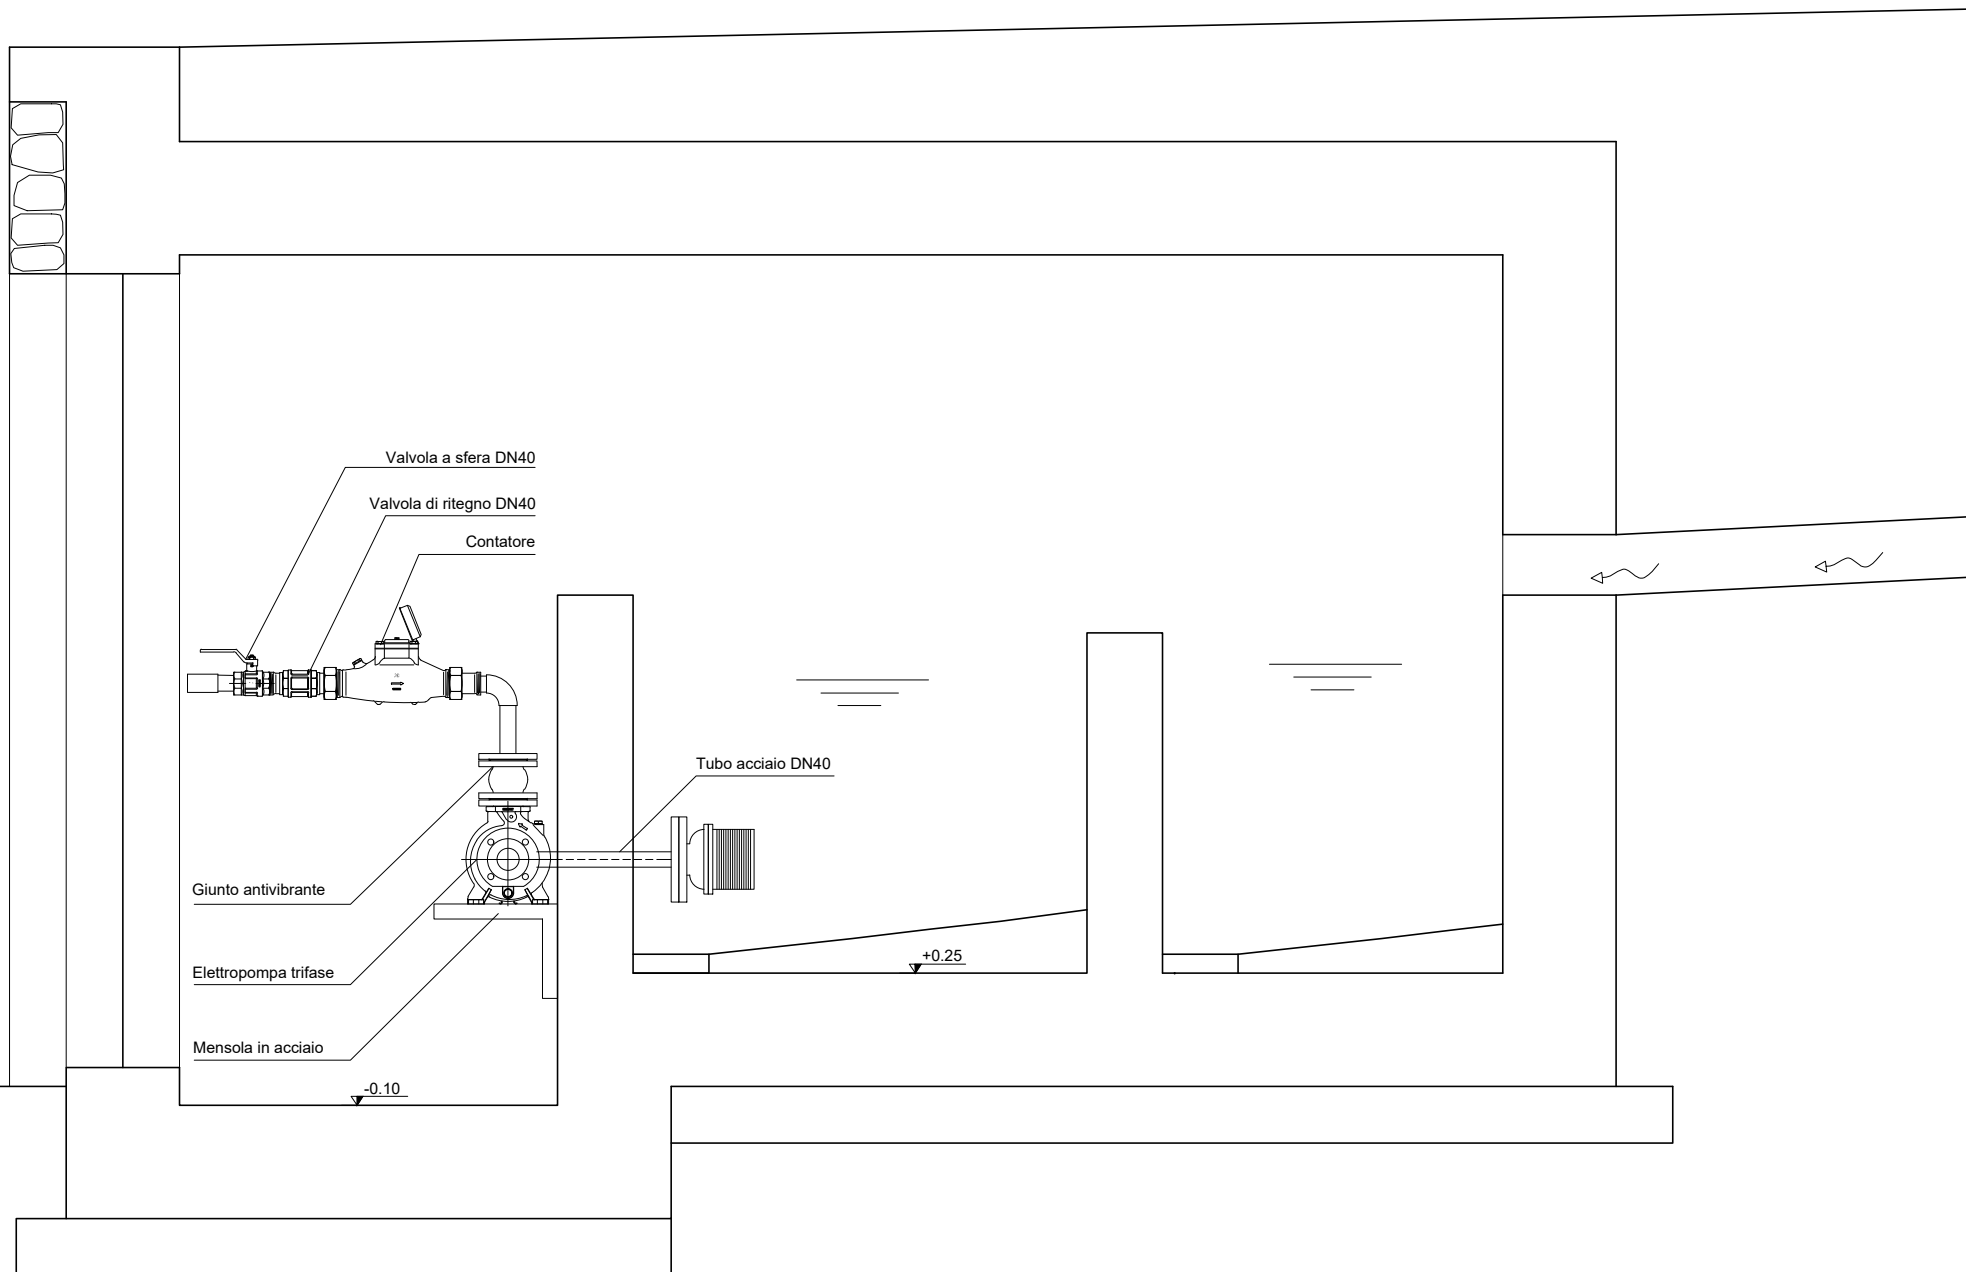 Valvola a sfera DN40
Valvola di ritegno DN40
Contatore
Tubo acciaio DN40
Giunto antivibrante
+0.25
Elettropompa trifase
Mensola in acciaio
-0.10